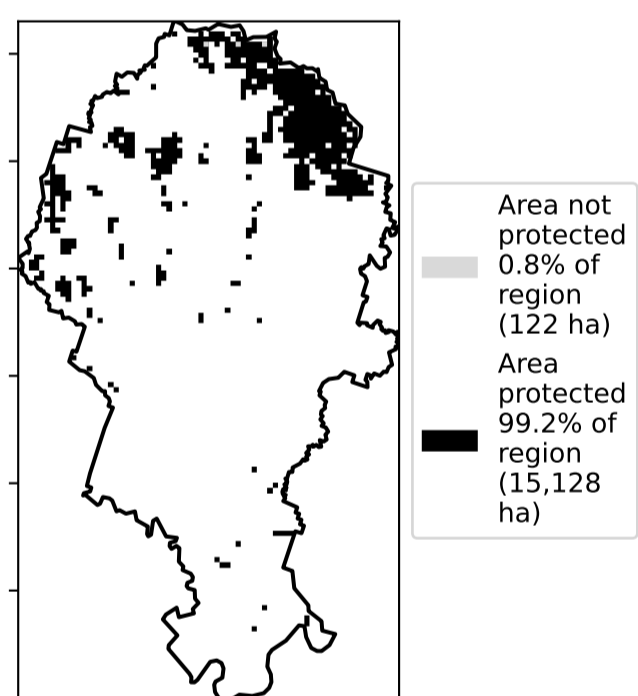 Area not
protected
0.8% of
region
(122 ha)
Area
protected
99.2% of
region
(15,128
ha)